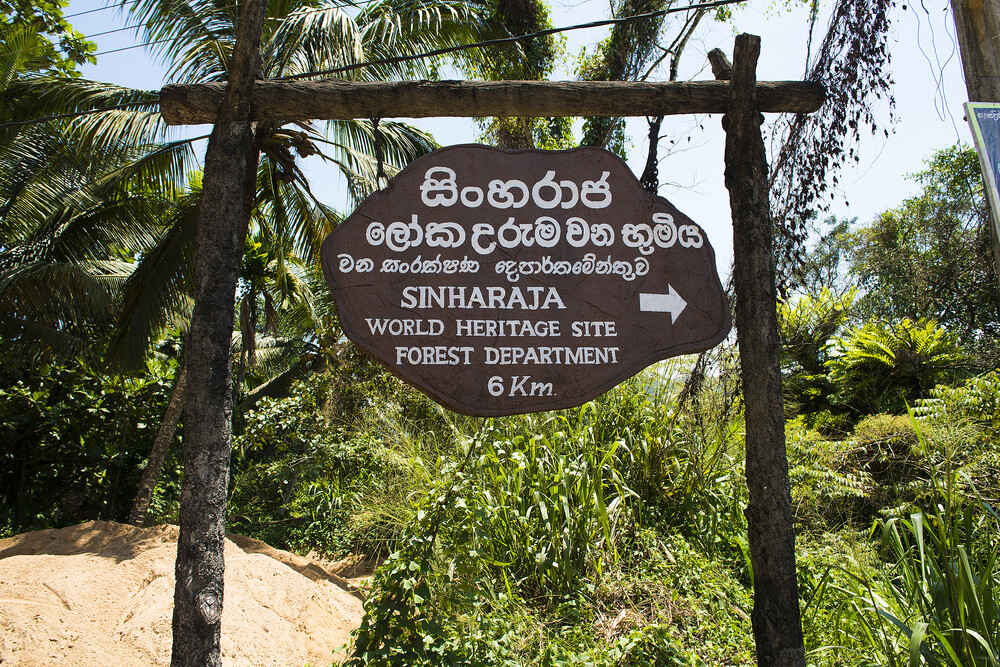 සිංහරාජ
ලෝක උරුම වන භූමිය
වන සංරක්ෂණ දෙපාර්තමේන්තුව
SINHARAJA
WORLD HERITAGE SITE
FOREST DEPARTMENT
6 Km.